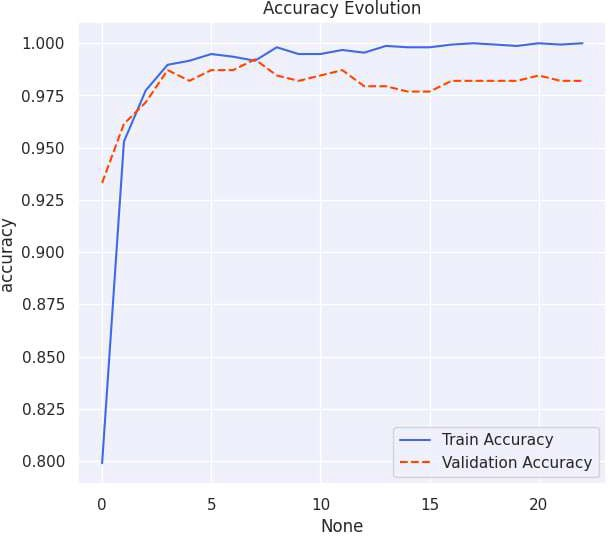 Accuracy Evolution
accuracy
1.000
0.975
0.950
0.925
0.900
0.875
0.850
0.825
0.800
Train Accuracy
Validation Accuracy
0 5 10 15 20
None